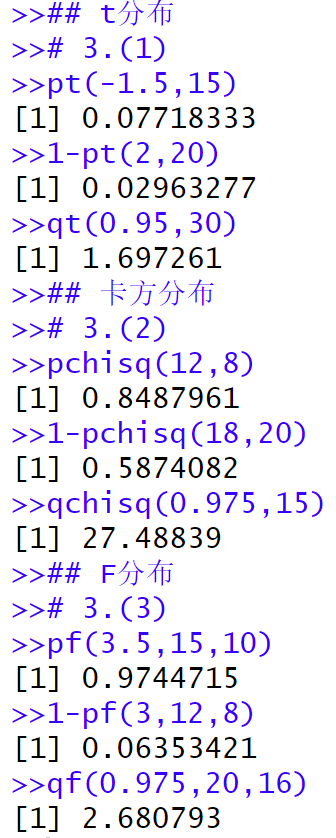 >>## t分布
>># 3.(1)
>>pt(-1.5,15)
[1] 0.07718333
>>1-pt(2,20)
[1] 0.02963277
>>qt(0.95,30)
[1] 1.697261
>>## 卡方分布
>># 3.(2)
>>pchisq(12,8)
[1] 0.8487961
>>1-pchisq(18,20)
[1] 0.5874082
>>qchisq(0.975,15)
[1] 27.48839
>>## F分布
>># 3.(3)
>>pf(3.5,15,10)
[1] 0.9744715
>>1-pf(3,12,8)
[1] 0.06353421
>>qf(0.975,20,16)
[1] 2.680793